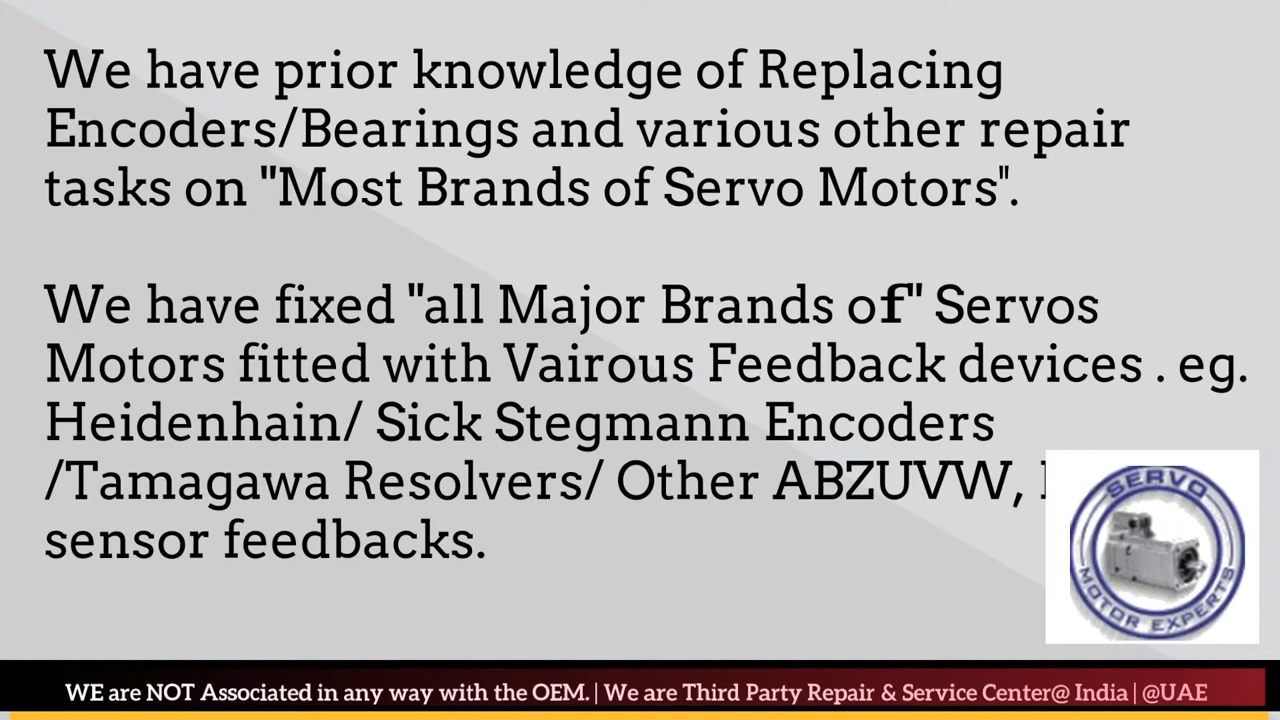 We have prior knowledge of Replacing
Encoders/Bearings and various other repair
tasks on "Most Brands of Servo Motors".
We have fixed "all Major Brands of" Servos
Motors fitted with Vairous Feedback devices . eg.
Heidenhain/ Sick Stegmann Encoders
/Tamagawa Resolvers/ Other ABZUVW,
sensor feedbacks.
SERVO
MOTOR EXPERTS
WE are NOT Associated in any way with the OEM. | We are Third Party Repair & Service Center@ India | @UAE